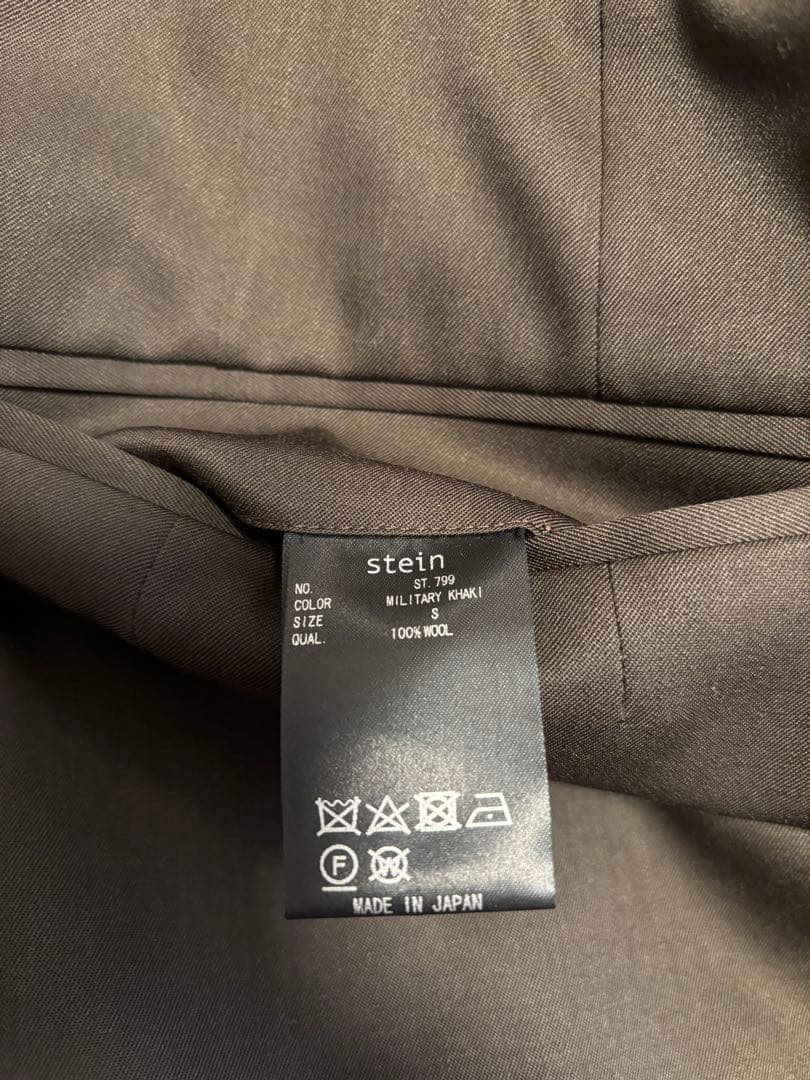 stein
NO. ST.799
COLOR MILITARY KHAKI
SIZE S
QUAL. 100% WOOL
F W
MADE IN JAPAN